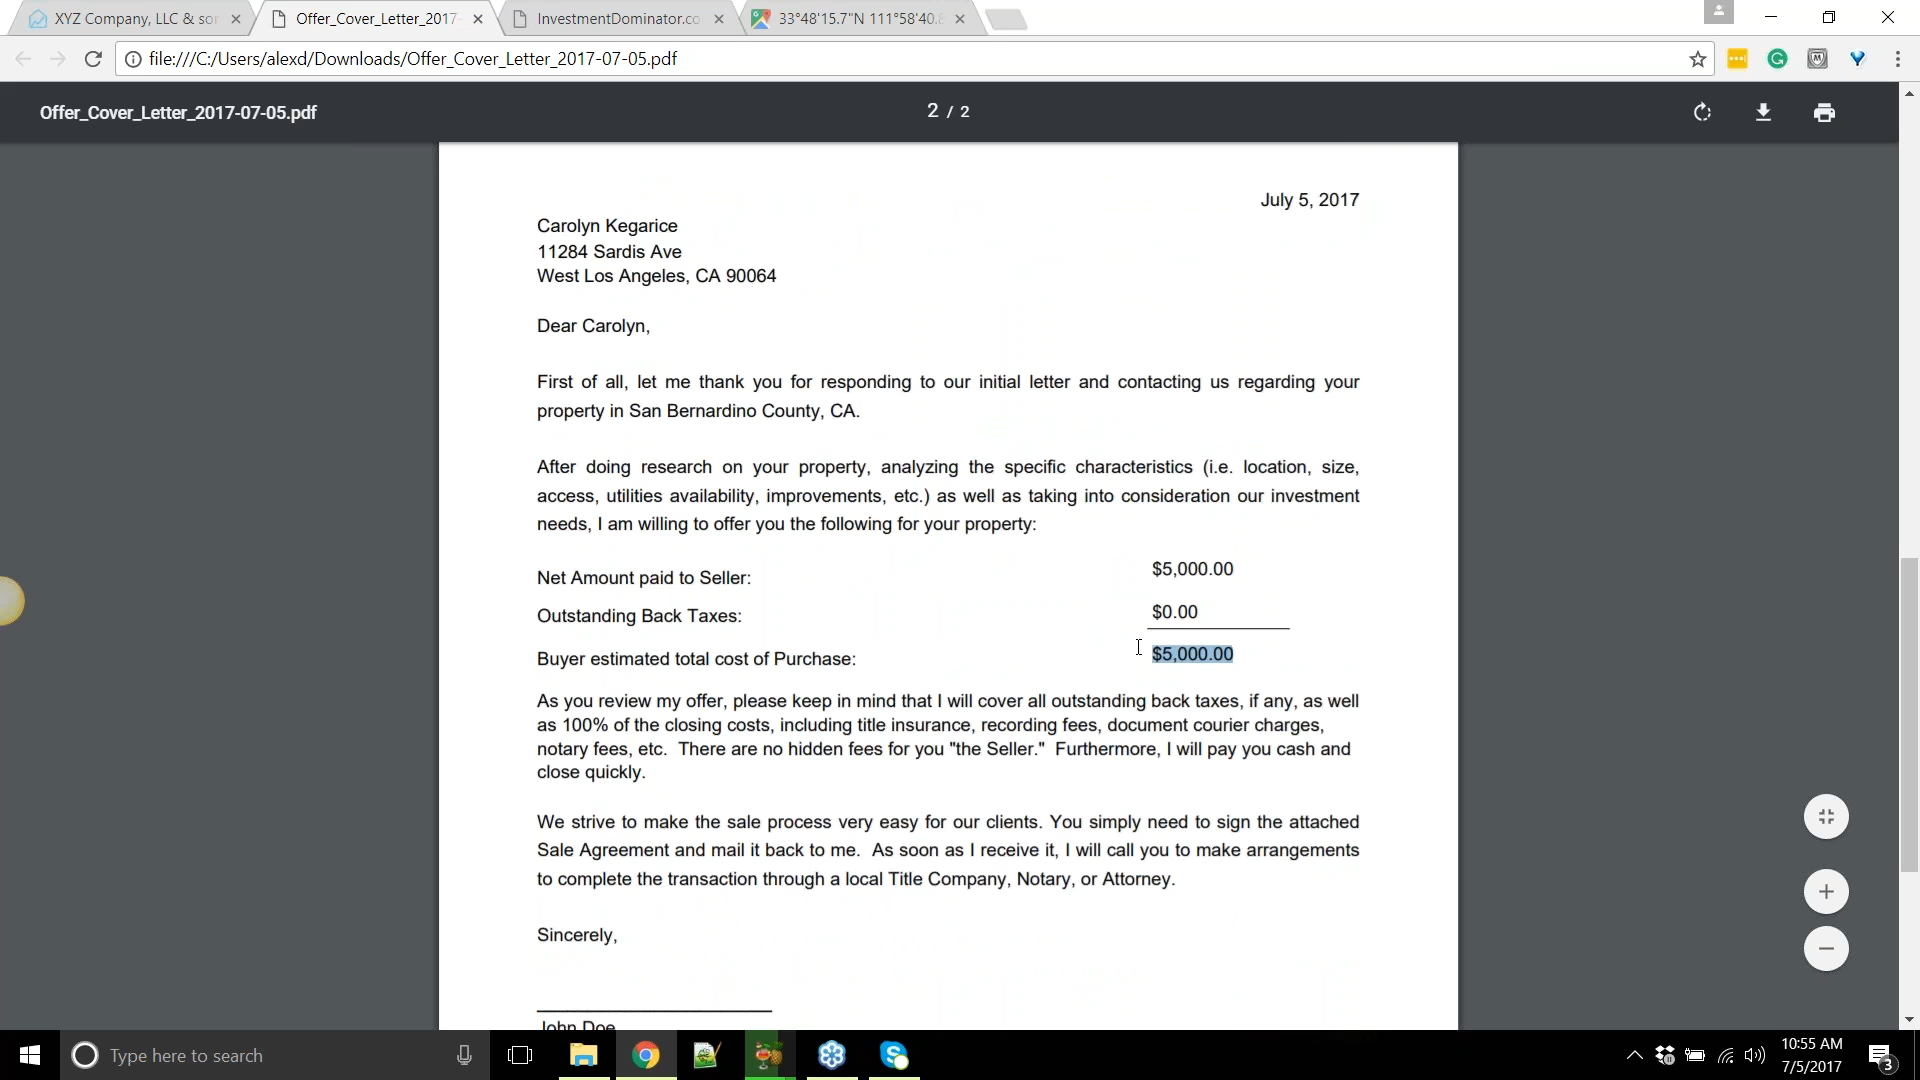 XYZ Company, LLC & sor
Offer_Cover_Letter_2017-
InvestmentDominator.co
33°48'15.7"N 111°58'40.8
file:///C:/Users/alexd/Downloads/Offer_Cover_Letter_2017-07-05.pdf
Offer_Cover_Letter_2017-07-05.pdf
2 / 2
July 5, 2017
Carolyn Kegarice
11284 Sardis Ave
West Los Angeles, CA 90064
Dear Carolyn,
First of all, let me thank you for responding to our initial letter and contacting us regarding your
property in San Bernardino County, CA.
After doing research on your property, analyzing the specific characteristics (i.e. location, size,
access, utilities availability, improvements, etc.) as well as taking into consideration our investment
needs, I am willing to offer you the following for your property:
Net Amount paid to Seller: $5,000.00
Outstanding Back Taxes: $0.00
Buyer estimated total cost of Purchase: $5,000.00
As you review my offer, please keep in mind that I will cover all outstanding back taxes, if any, as well
as 100% of the closing costs, including title insurance, recording fees, document courier charges,
notary fees, etc.  There are no hidden fees for you "the Seller."  Furthermore, I will pay you cash and
close quickly.
We strive to make the sale process very easy for our clients. You simply need to sign the attached
Sale Agreement and mail it back to me.  As soon as I receive it, I will call you to make arrangements
to complete the transaction through a local Title Company, Notary, or Attorney.
Sincerely,
John Doe
Type here to search
10:55 AM
7/5/2017
3